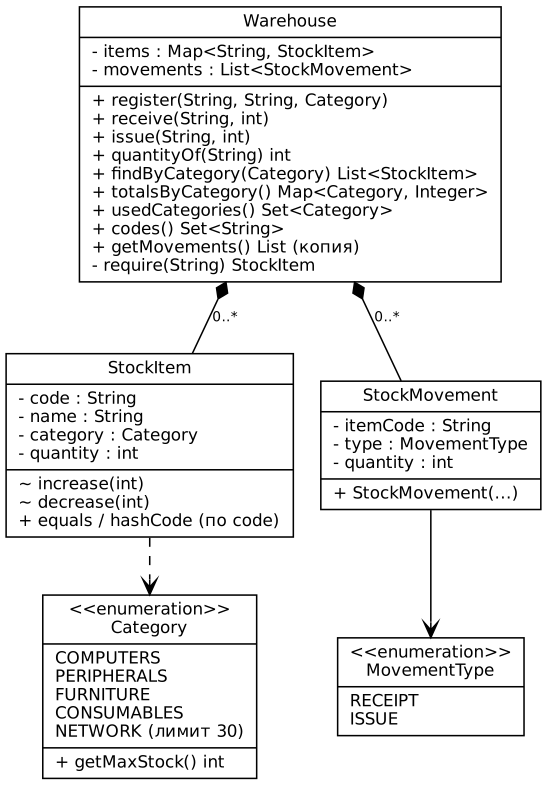 Warehouse
- items : Map<String, StockItem>
- movements : List<StockMovement>
+ register(String, String, Category)
+ receive(String, int)
+ issue(String, int)
+ quantityOf(String) int
+ findByCategory(Category) List<StockItem>
+ totalsByCategory() Map<Category, Integer>
+ usedCategories() Set<Category>
+ codes() Set<String>
+ getMovements() List (копия)
- require(String) StockItem
0..*
0..*
StockItem
- code : String
- name : String
- category : Category
- quantity : int
~ increase(int)
~ decrease(int)
+ equals / hashCode (по code)
StockMovement
- itemCode : String
- type : MovementType
- quantity : int
+ StockMovement(...)
<<enumeration>>
Category
COMPUTERS
PERIPHERALS
FURNITURE
CONSUMABLES
NETWORK (лимит 30)
+ getMaxStock() int
<<enumeration>>
MovementType
RECEIPT
ISSUE